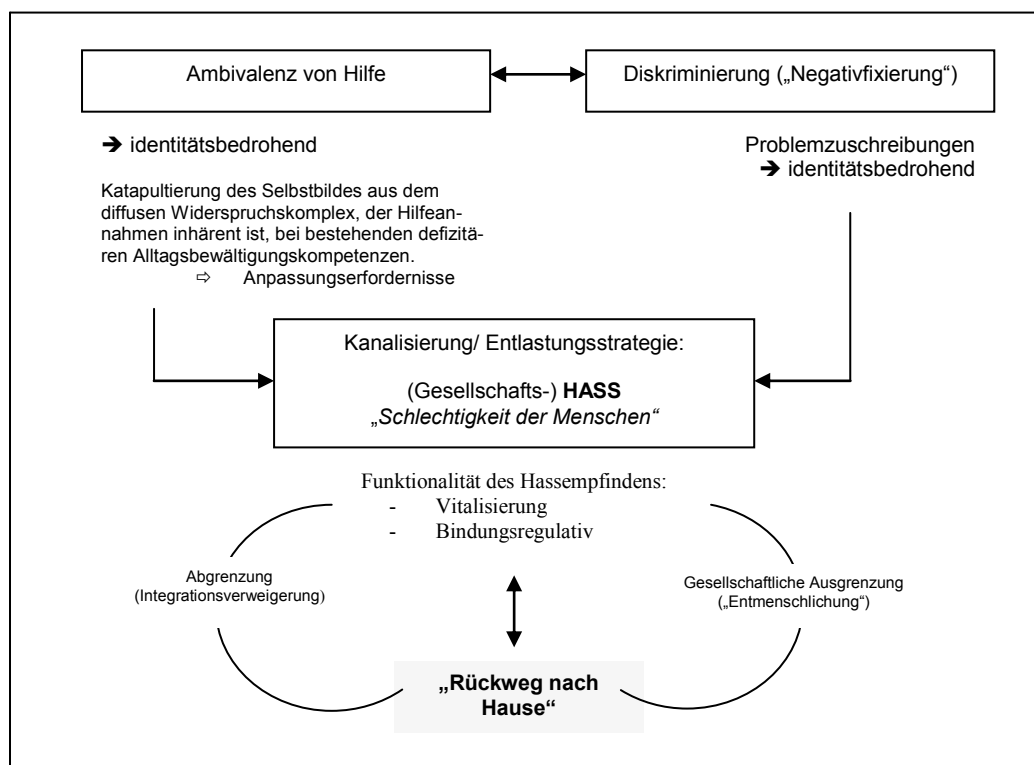 Ambivalenz von Hilfe
Diskriminierung („Negativfixierung“)
➔ identitätsbedrohend
Katapultierung des Selbstbildes aus dem
diffusen Widerspruchskomplex, der Hilfean-
nahmen inhärent ist, bei bestehenden defizitä-
ren Alltagsbewältigungskompetenzen.
⇨ Anpassungserfordernisse
Problemzuschreibungen
➔ identitätsbedrohend
Kanalisierung/ Entlastungsstrategie:
(Gesellschafts-) HASS
„Schlechtigkeit der Menschen“
Funktionalität des Hassempfindens:
- Vitalisierung
- Bindungsregulativ
Abgrenzung
(Integrationsverweigerung)
Gesellschaftliche Ausgrenzung
(„Entmenschlichung“)
„Rückweg nach
Hause“